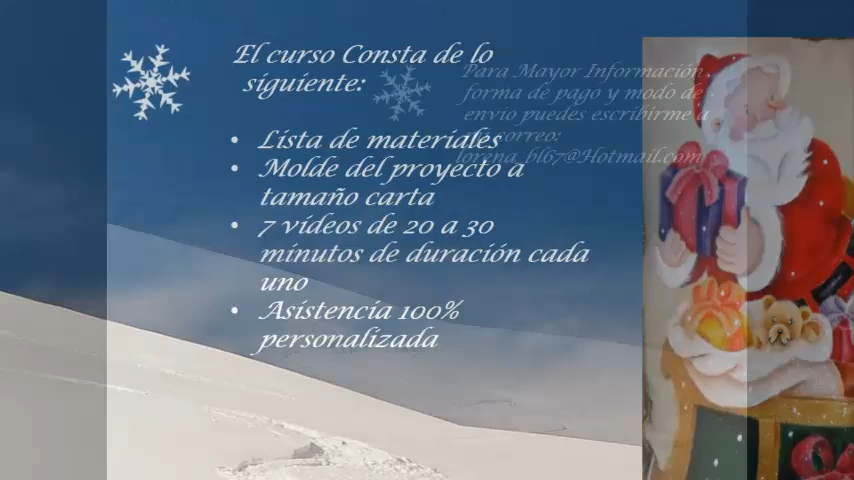 El curso Consta de lo
siguiente:
• Lista de materiales
• Molde del proyecto a
tamaño carta
• 7 videos de 20 a 30
minutos de duración cada
uno
• Asistencia 100%
personalizada
Para Mayor Información
forma de pago y modo de
envio puedes escribirme a
correo:
lorena_bl67@Hotmail.com